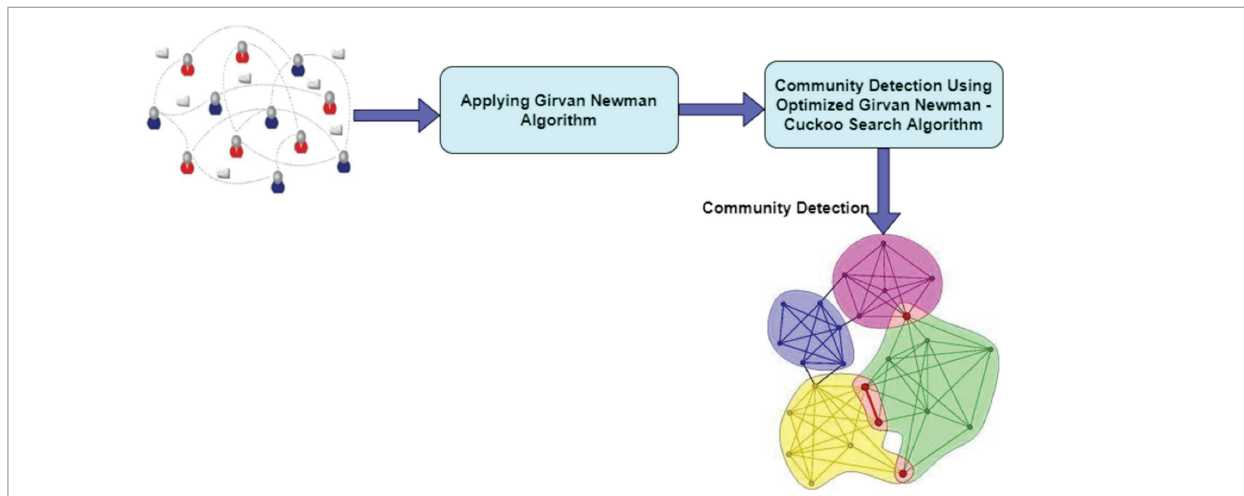 Applying Girvan Newman
Algorithm
Community Detection Using
Optimized Girvan Newman -
Cuckoo Search Algorithm
Community Detection